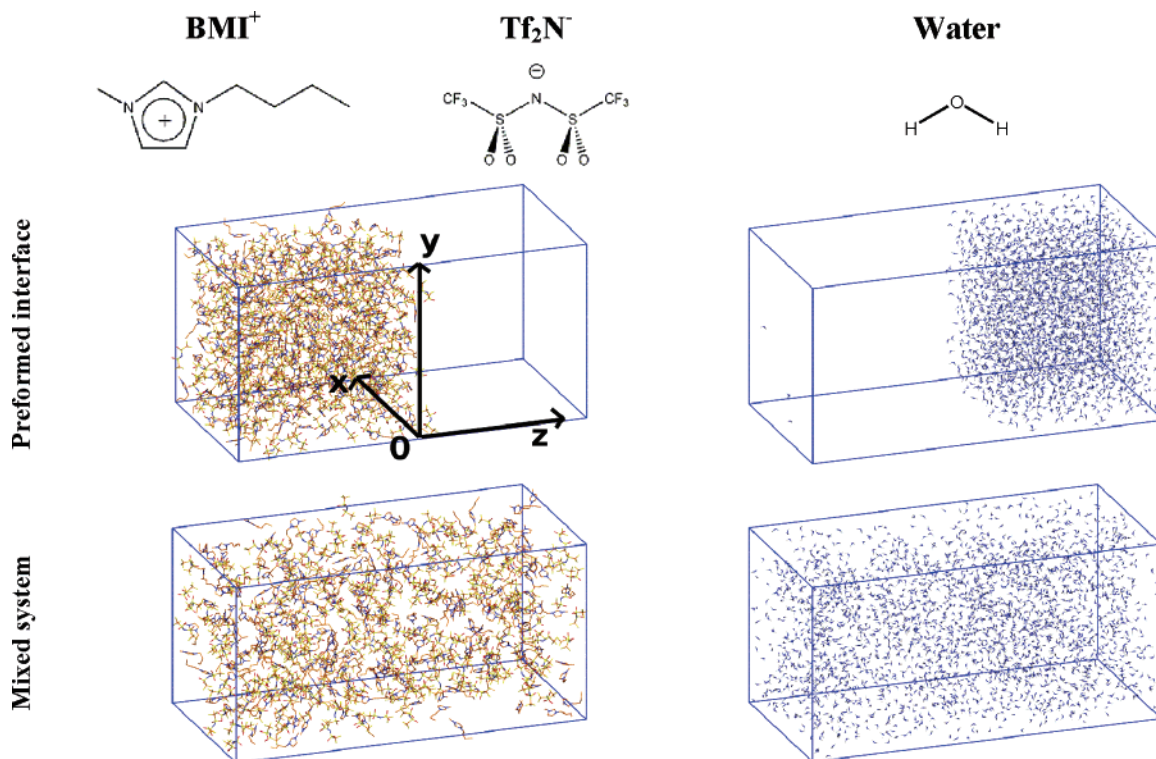 BMI⁺ Tf₂N⁻ Water
N N +
⊖
CF₃ N CF₃
S S
O O O O
O
H H
Preformed interface
y
x
0
z
Mixed system